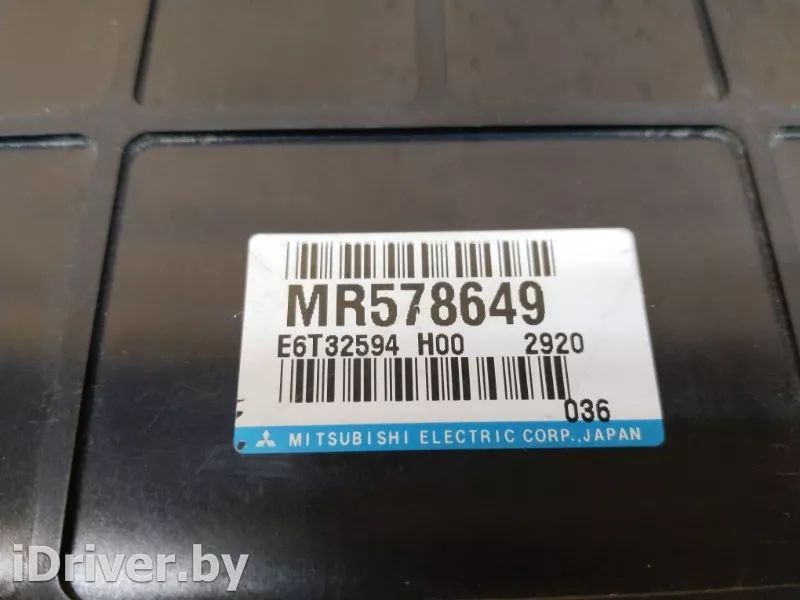 MR578649
E6T32594 H00 2920
036
MITSUBISHI ELECTRIC CORP.,JAPAN
iDriver.by